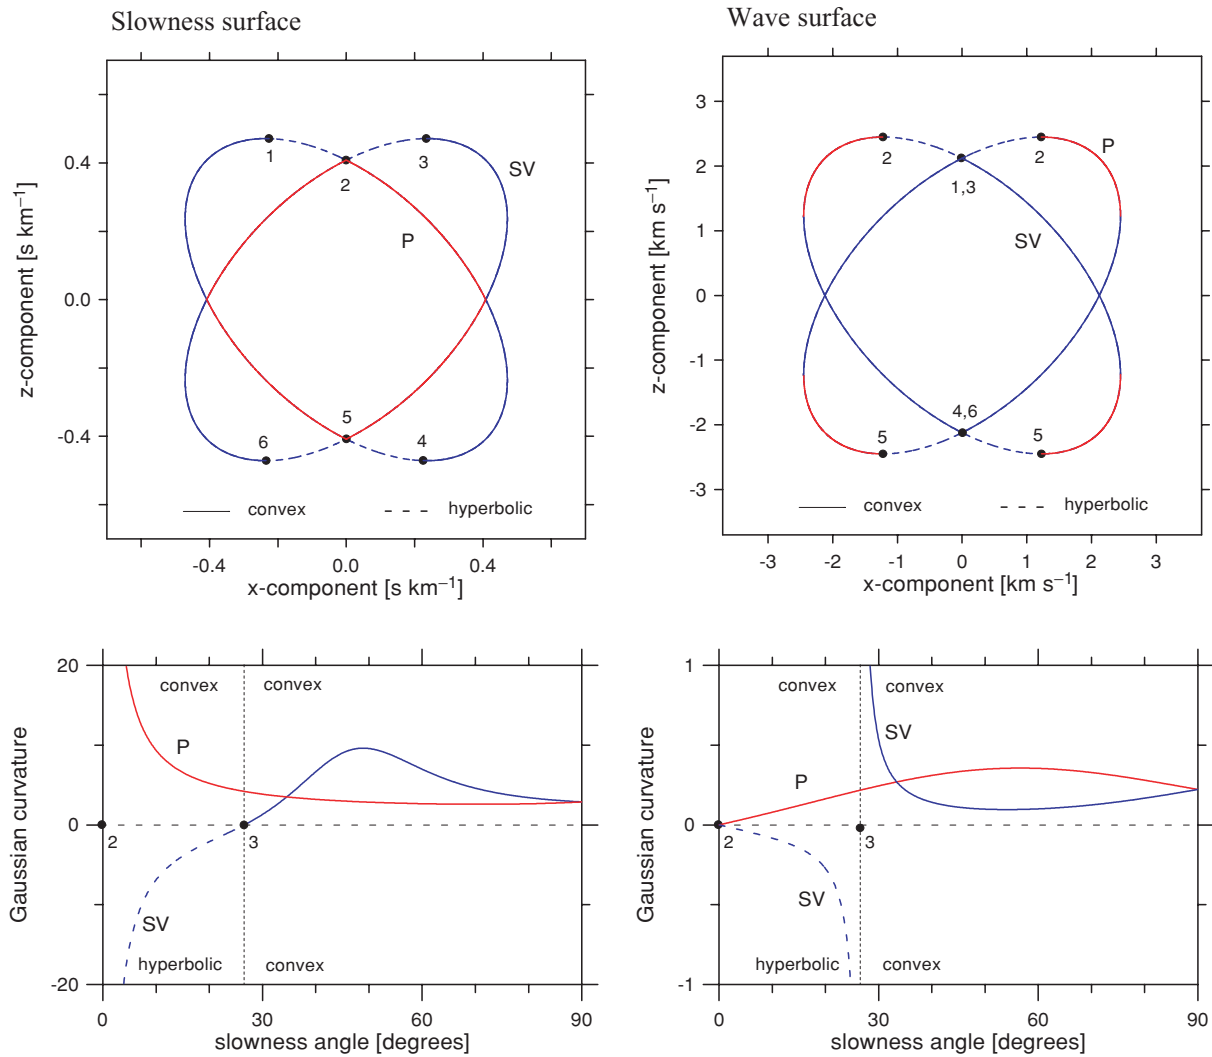 Slowness surface
Wave surface
z-component [s km⁻¹]
0.4
0.0
-0.4
1
2
3
SV
P
5
6
4
convex
hyperbolic
-0.4
0.0
0.4
x-component [s km⁻¹]
z-component [km s⁻¹]
3
2
1
0
-1
-2
-3
2
2
P
1,3
SV
4,6
5
5
convex
hyperbolic
-3
-2
-1
0
1
2
3
x-component [km s⁻¹]
Gaussian curvature
20
0
-20
convex
convex
P
2
3
SV
hyperbolic
convex
0
30
60
90
slowness angle [degrees]
Gaussian curvature
1
0
-1
convex
convex
SV
P
2
3
SV
hyperbolic
convex
0
30
60
90
slowness angle [degrees]